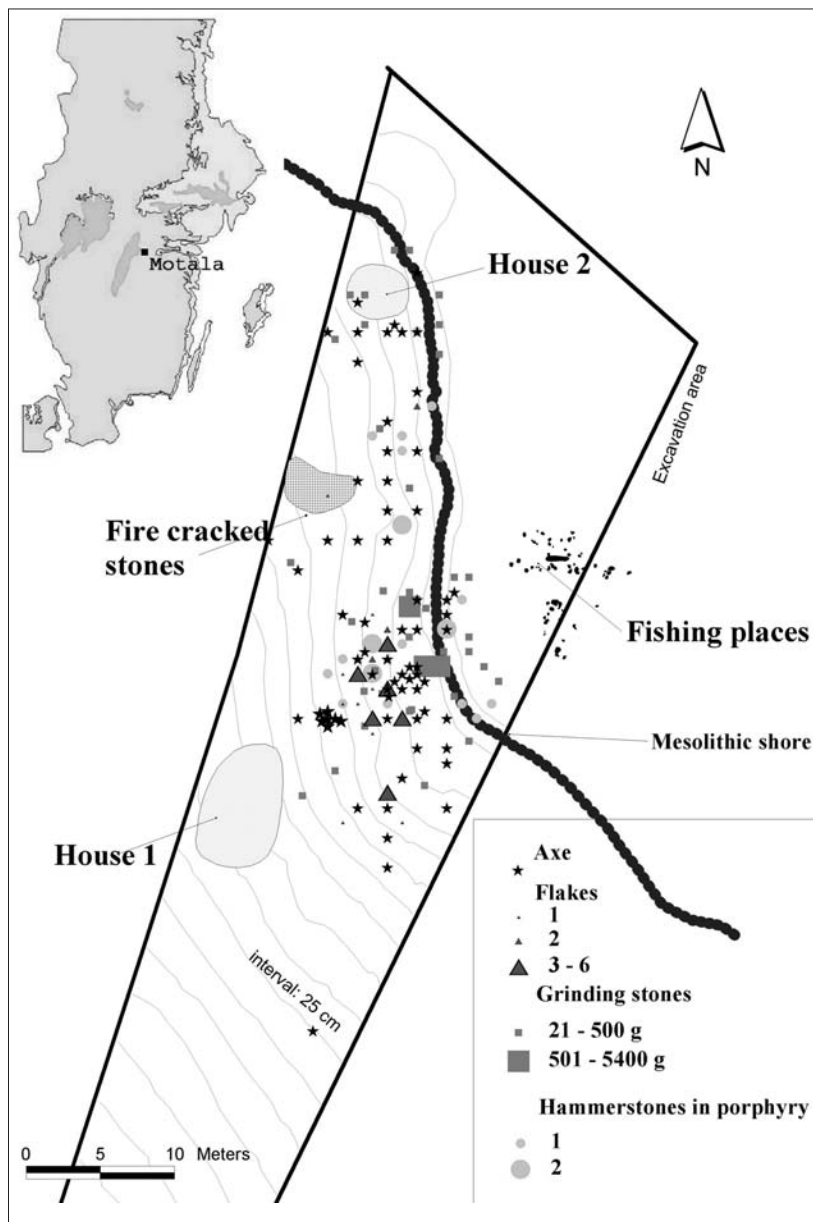 Motala
N
House 2
Excavation area
Fire cracked
stones
Fishing places
Mesolithic shore
House 1
interval: 25 cm
Axe
Flakes
1
2
3 - 6
Grinding stones
21 - 500 g
501 - 5400 g
Hammerstones in porphyry
1
2
0 5 10 Meters